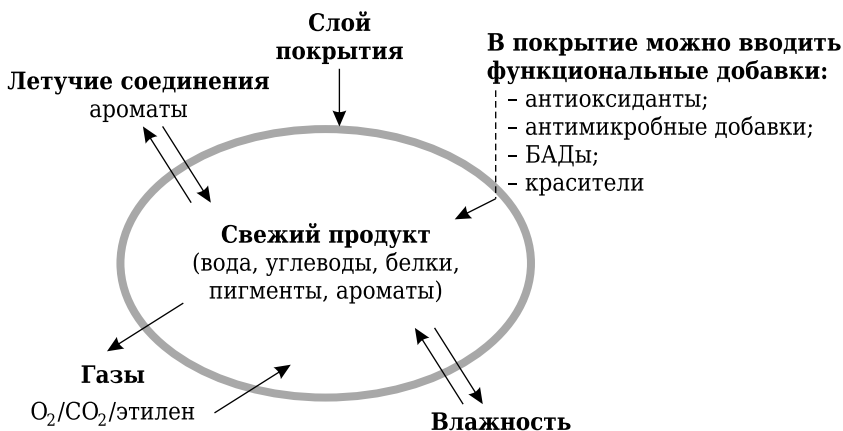 Слой
покрытия
В покрытие можно вводить
функциональные добавки:
– антиоксиданты;
– антимикробные добавки;
– БАДы;
– красители
Летучие соединения
ароматы
Свежий продукт
(вода, углеводы, белки,
пигменты, ароматы)
Газы
O₂/CO₂/этилен
Влажность